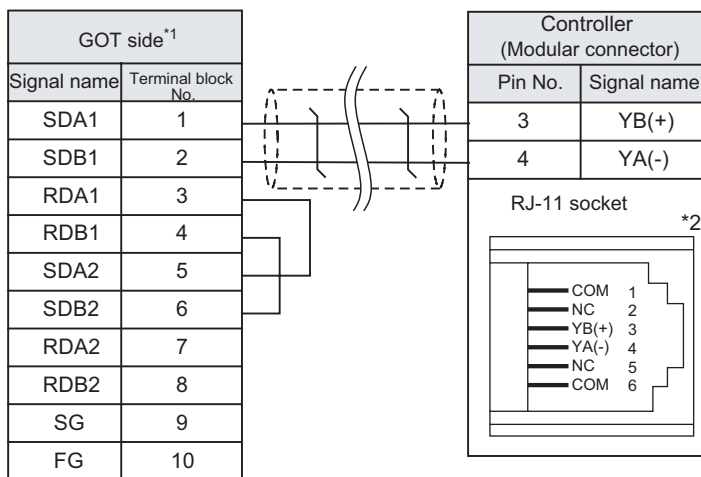 GOT side*1
Signal name Terminal block No.
SDA1 1
SDB1 2
RDA1 3
RDB1 4
SDA2 5
SDB2 6
RDA2 7
RDB2 8
SG 9
FG 10
Controller
(Modular connector)
Pin No. Signal name
3 YB(+)
4 YA(-)
RJ-11 socket
*2
COM 1
NC 2
YB(+) 3
YA(-) 4
NC 5
COM 6